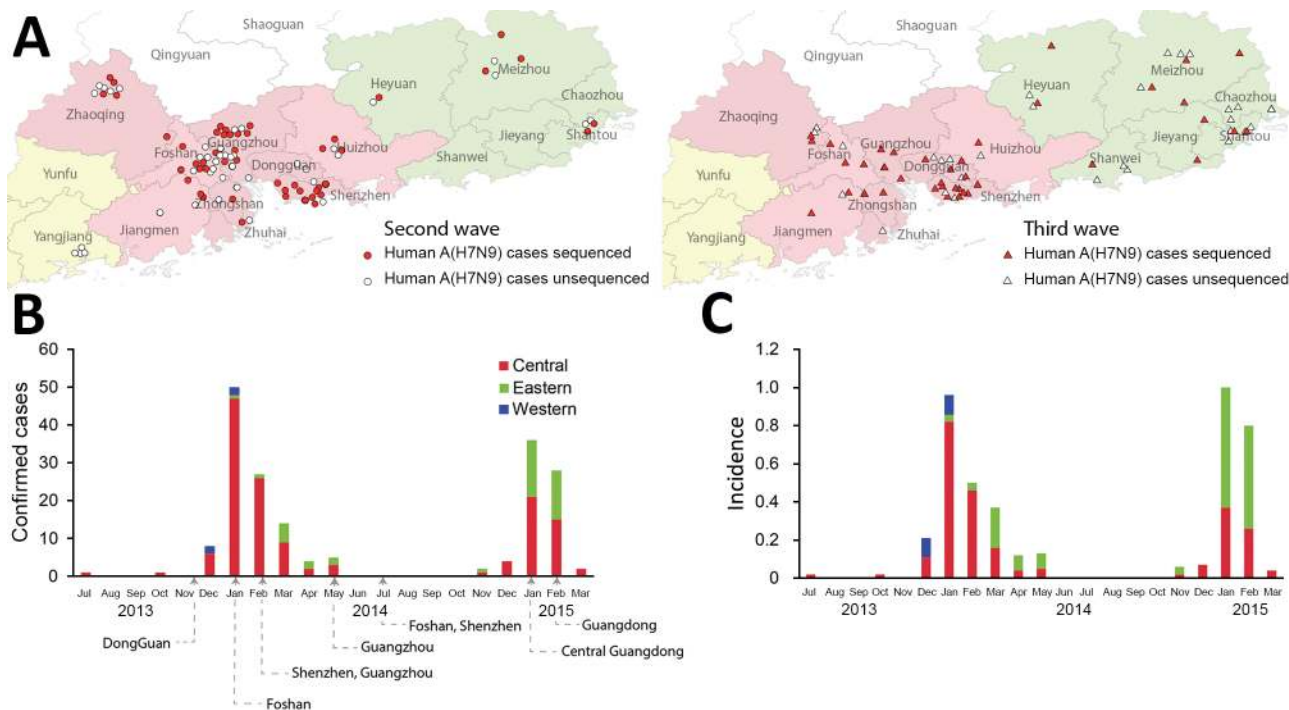 A
Shaoguan
Qingyuan
Heyuan
Meizhou
Zhaoqing
Chaozhou
Guangzhou
Jieyang
Shantou
Foshan
Huizhou
Dongguan
Shanwei
Yunfu
Shenzhen
Zhongshan
Jiangmen
Zhuhai
Yangjiang
Second wave
Human A(H7N9) cases sequenced
Human A(H7N9) cases unsequenced
Shaoguan
Qingyuan
Meizhou
Heyuan
Zhaoqing
Chaozhou
Guangzhou
Jieyang
Shantou
Foshan
Huizhou
Dongguan
Shanwei
Yunfu
Shenzhen
Zhongshan
Jiangmen
Zhuhai
Yangjiang
Third wave
Human A(H7N9) cases sequenced
Human A(H7N9) cases unsequenced
B
Confirmed cases
60
50
40
30
20
10
0
Central
Eastern
Western
Jul Aug Sep Oct Nov Dec Jan Feb Mar Apr May Jun Jul Aug Sep Oct Nov Dec Jan Feb Mar
2013 2014 2015
DongGuan
Foshan
Shenzhen, Guangzhou
Guangzhou
Foshan, Shenzhen
Central Guangdong
Guangdong
C
Incidence
1.2
1.0
0.8
0.6
0.4
0.2
0
Jul Aug Sep Oct Nov Dec Jan Feb Mar Apr May Jun Jul Aug Sep Oct Nov Dec Jan Feb Mar
2013 2014 2015